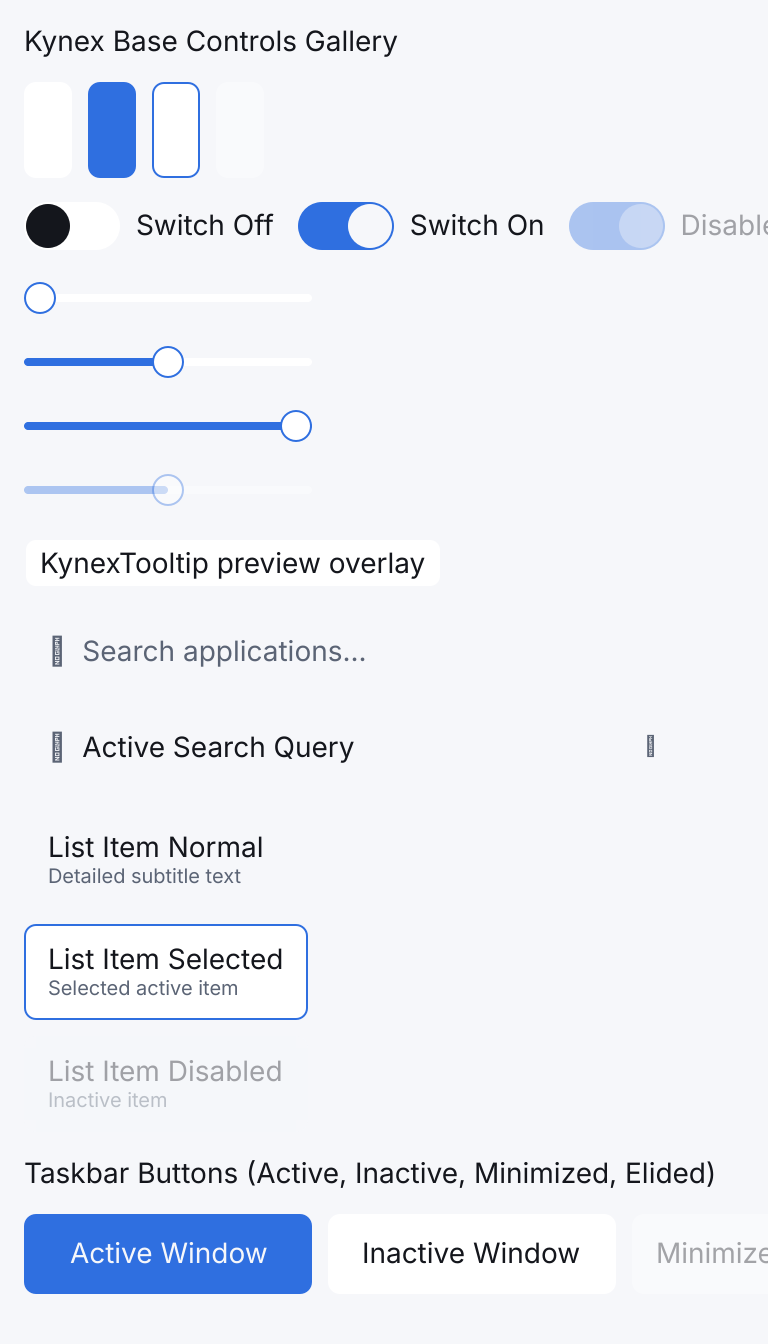 Kynex Base Controls Gallery
Switch Off Switch On Disable
KynexTooltip preview overlay
Search applications...
Active Search Query
List Item Normal
Detailed subtitle text
List Item Selected
Selected active item
List Item Disabled
Inactive item
Taskbar Buttons (Active, Inactive, Minimized, Elided)
Active Window Inactive Window Minimize